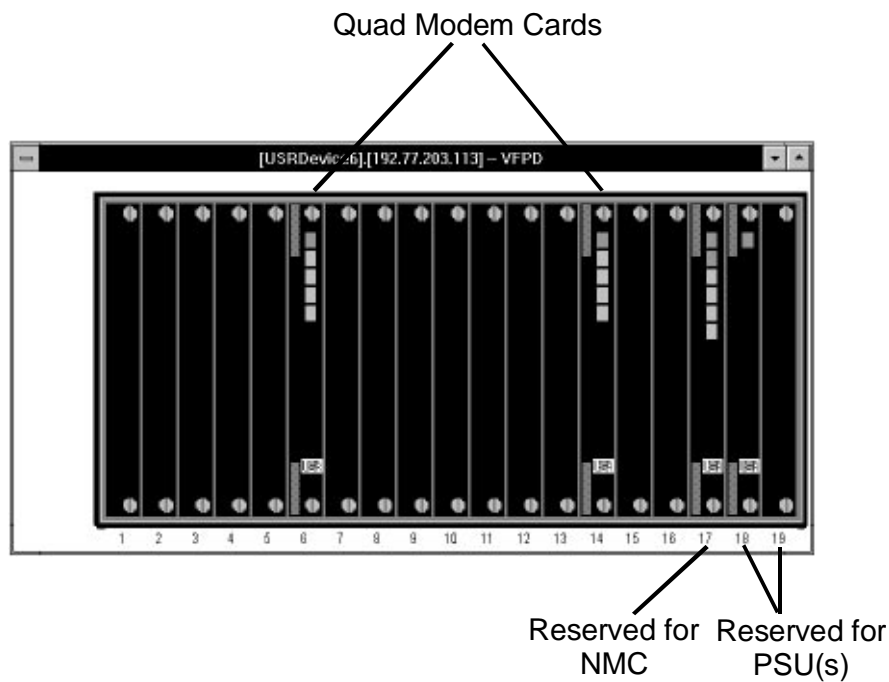 Quad Modem Cards
[USRDevice6].[192.77.203.113] – VFPD
1 2 3 4 5 6 7 8 9 10 11 12 13 14 15 16 17 18 19
Reserved for NMC
Reserved for PSU(s)